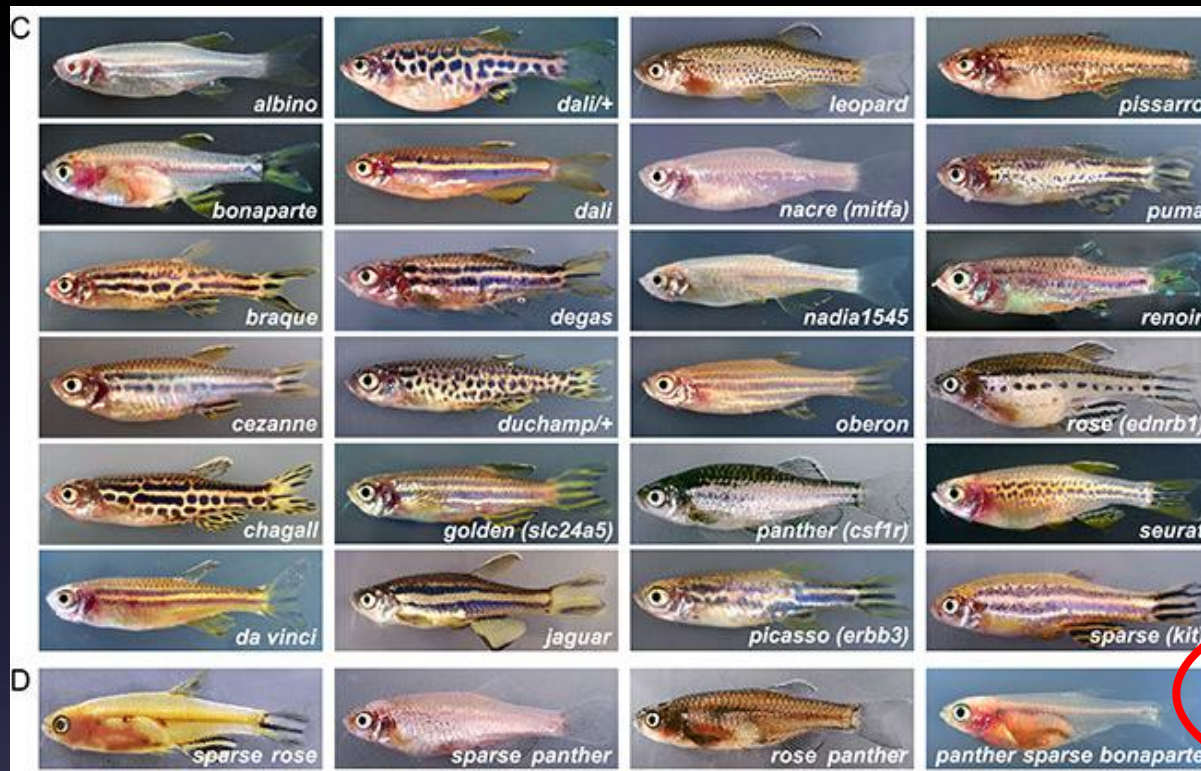 C
albino
dali/+
leopard
pissarro
bonaparte
dali
nacre (mitfa)
puma
braque
degas
nadia1545
renoir
cezanne
duchamp/+
oberon
rose (ednrb1)
chagall
golden (slc24a5)
panther (csf1r)
seurat
da vinci
jaguar
picasso (erbb3)
sparse (kit)
D
sparse rose
sparse panther
rose panther
panther sparse bonaparte